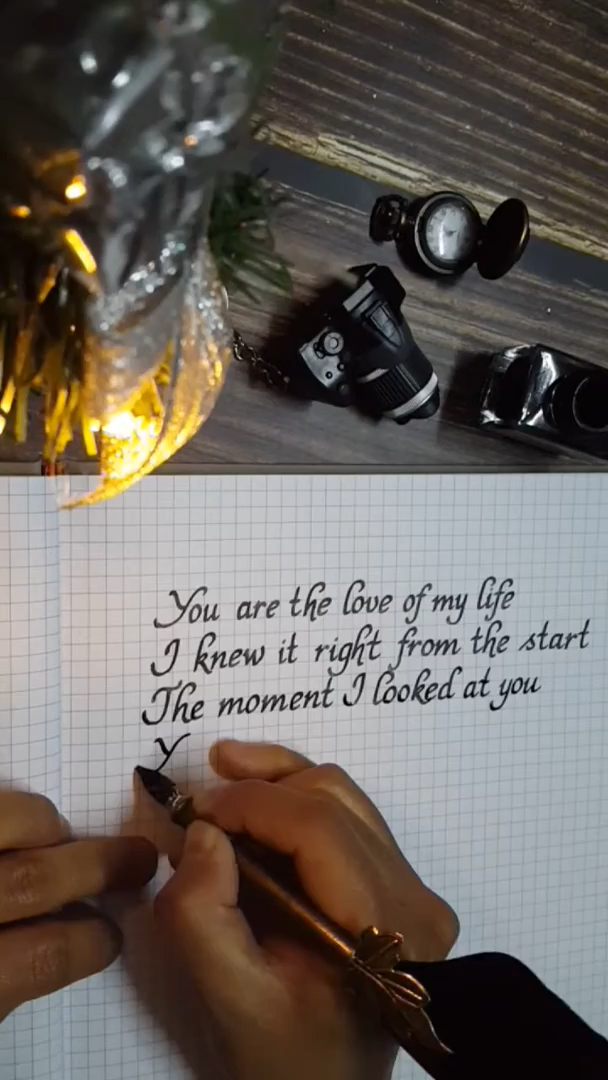 You are the love of my life
I knew it right from the start
The moment I looked at you
Y